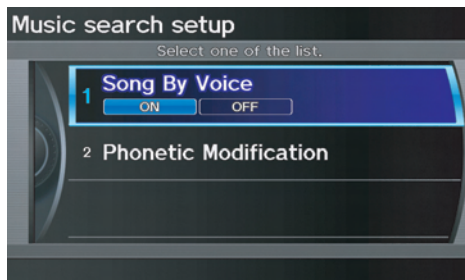 Music search setup
Select one of the list.
1 Song By Voice
ON OFF
2 Phonetic Modification